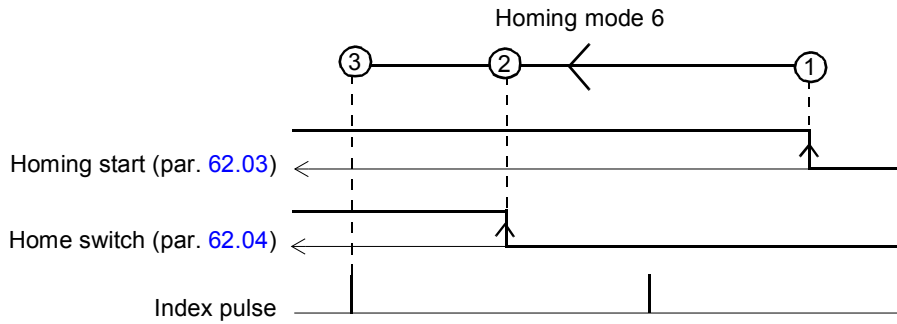 Homing mode 6
3 2 1
Homing start (par. 62.03)
Home switch (par. 62.04)
Index pulse